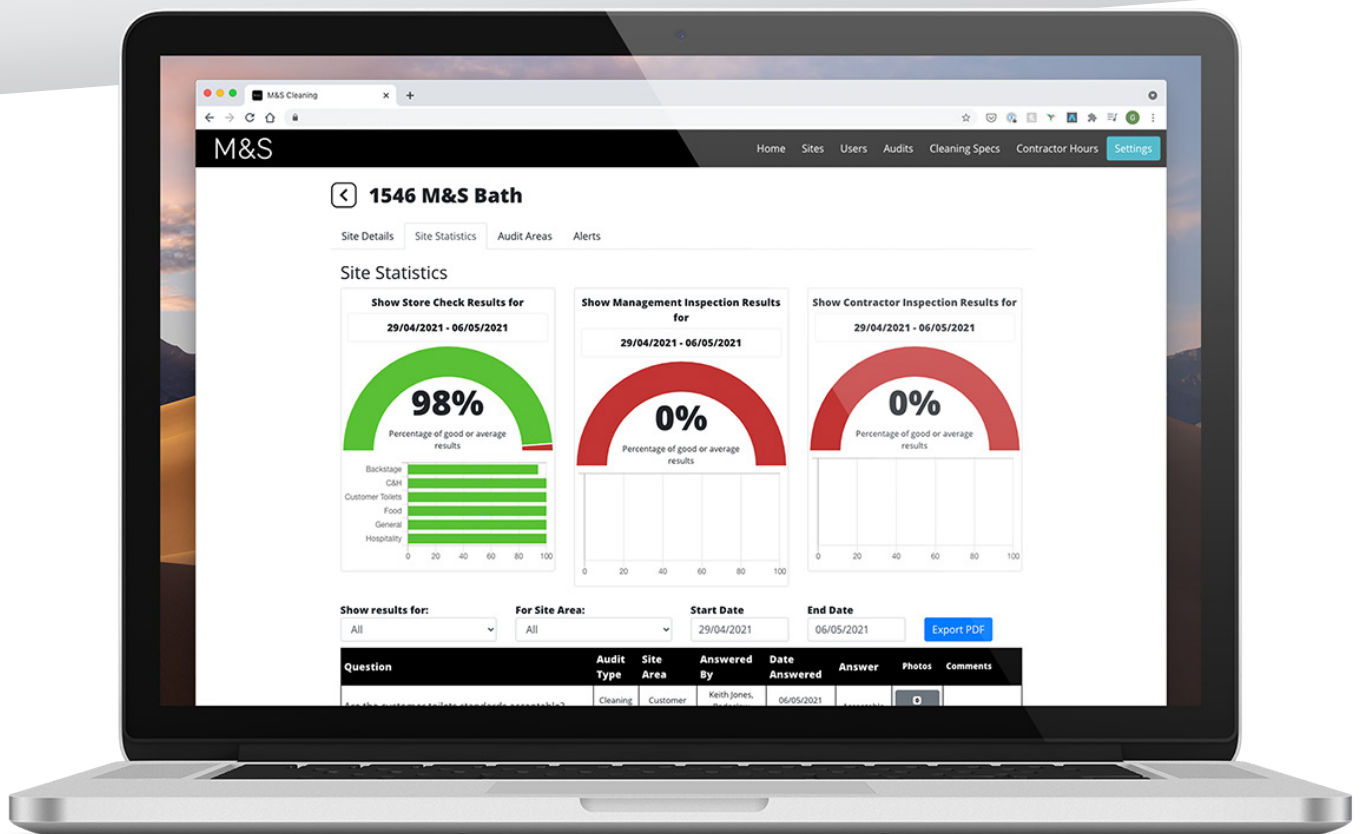 M&S Cleaning
M&S
Home Sites Users Audits Cleaning Specs Contractor Hours Settings
1546 M&S Bath
Site Details Site Statistics Audit Areas Alerts
Site Statistics
Show Store Check Results for
29/04/2021 - 06/05/2021
98%
Percentage of good or average
results
Backstage
C&H
Customer Toilets
Food
General
Hospitality
0 20 40 60 80 100
Show Management Inspection Results
for
29/04/2021 - 06/05/2021
0%
Percentage of good or average
results
0 20 40 60 80 100
Show Contractor Inspection Results for
29/04/2021 - 06/05/2021
0%
Percentage of good or average
results
0 20 40 60 80 100
Show results for: For Site Area: Start Date End Date
All All 29/04/2021 06/05/2021 Export PDF
Question Audit Type Site Area Answered By Date Answered Answer Photos Comments
Are the customer toilets standards acceptable? Cleaning Customer Keith Jones, 06/05/2021 Acceptable